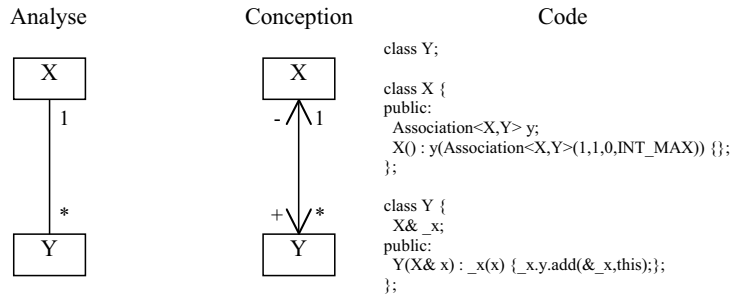 Analyse
Conception
Code
X
1
*
Y
X
- 1
+ *
Y
class Y;
class X {
public:
Association<X,Y> y;
X() : y(Association<X,Y>(1,1,0,INT_MAX)) {};
};
class Y {
X& _x;
public:
Y(X& x) : _x(x) {_x.y.add(&_x,this);};
};